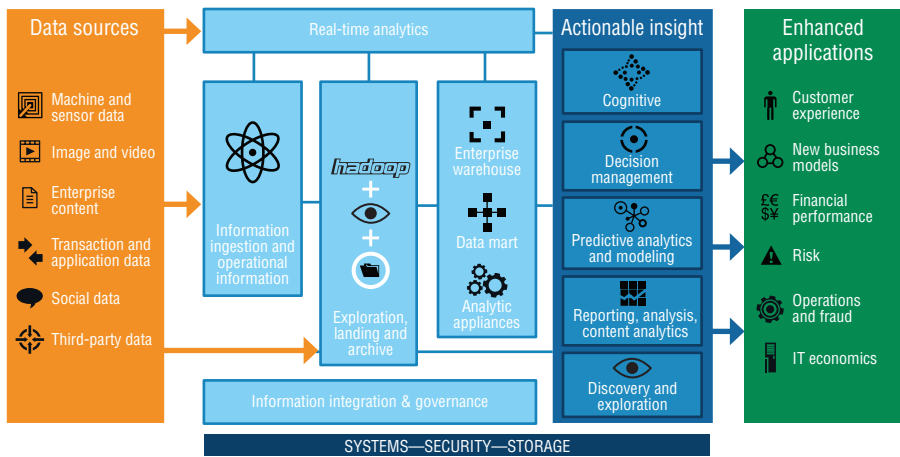 Data sources
Machine and
sensor data
Image and video
Enterprise
content
Transaction and
application data
Social data
Third-party data
Real-time analytics
Information
ingestion and
operational
information
hadoop
+
+
Exploration,
landing and
archive
Enterprise
warehouse
Data mart
Analytic
appliances
Information integration & governance
SYSTEMS—SECURITY—STORAGE
Actionable insight
Cognitive
Decision
management
Predictive analytics
and modeling
Reporting, analysis,
content analytics
Discovery and
exploration
Enhanced
applications
Customer
experience
New business
models
£€
$¥
Financial
performance
Risk
Operations
and fraud
IT economics